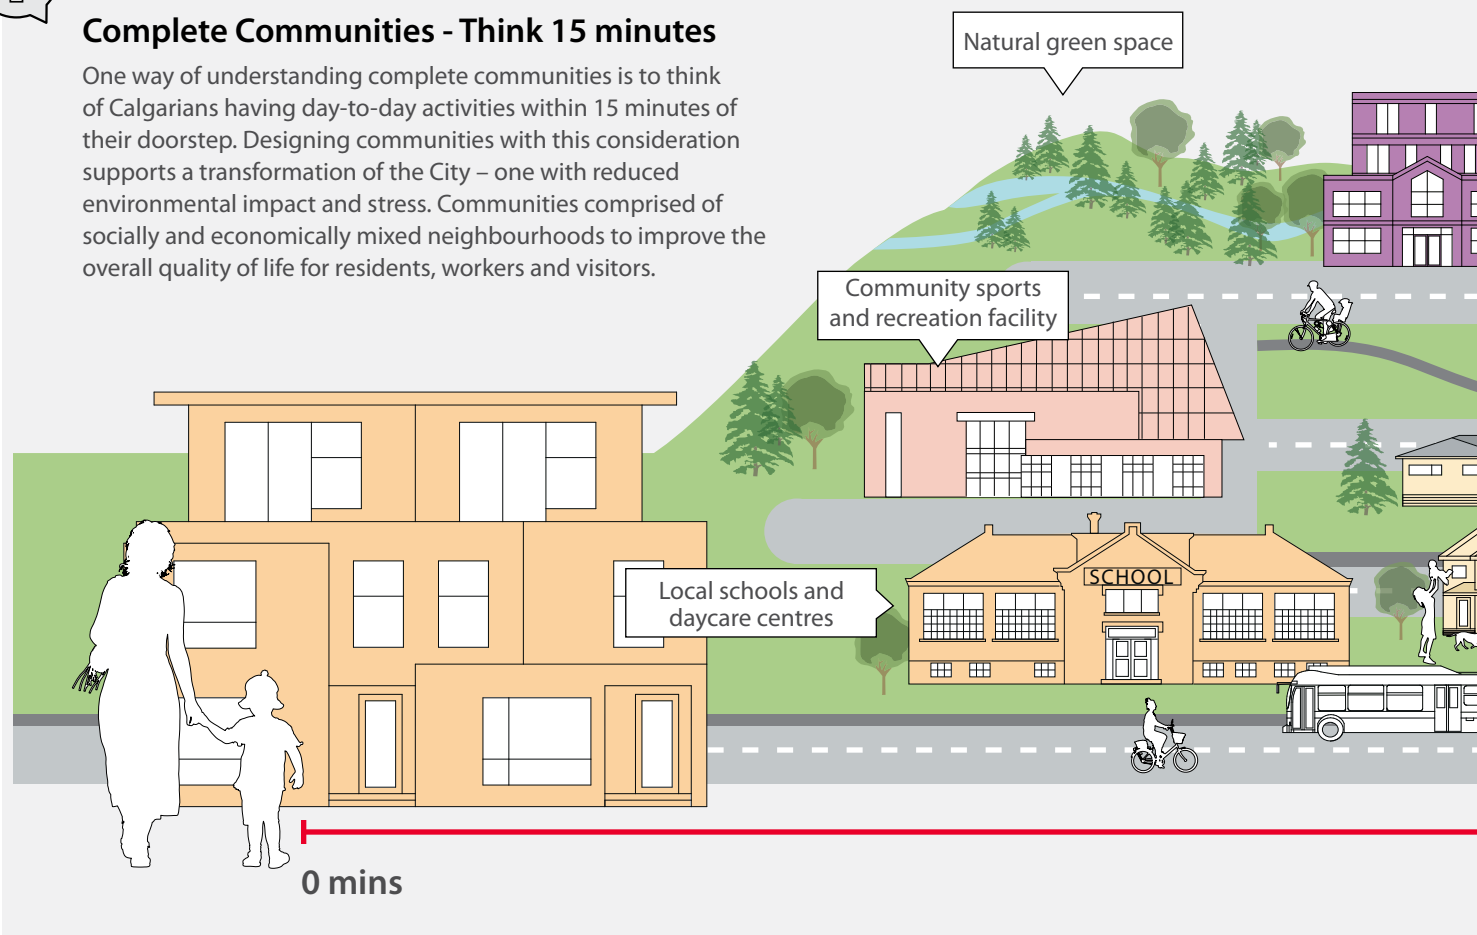 Complete Communities - Think 15 minutes
One way of understanding complete communities is to think
of Calgarians having day-to-day activities within 15 minutes of
their doorstep. Designing communities with this consideration
supports a transformation of the City – one with reduced
environmental impact and stress. Communities comprised of
socially and economically mixed neighbourhoods to improve the
overall quality of life for residents, workers and visitors.
Natural green space
Community sports
and recreation facility
Local schools and
daycare centres
SCHOOL
0 mins